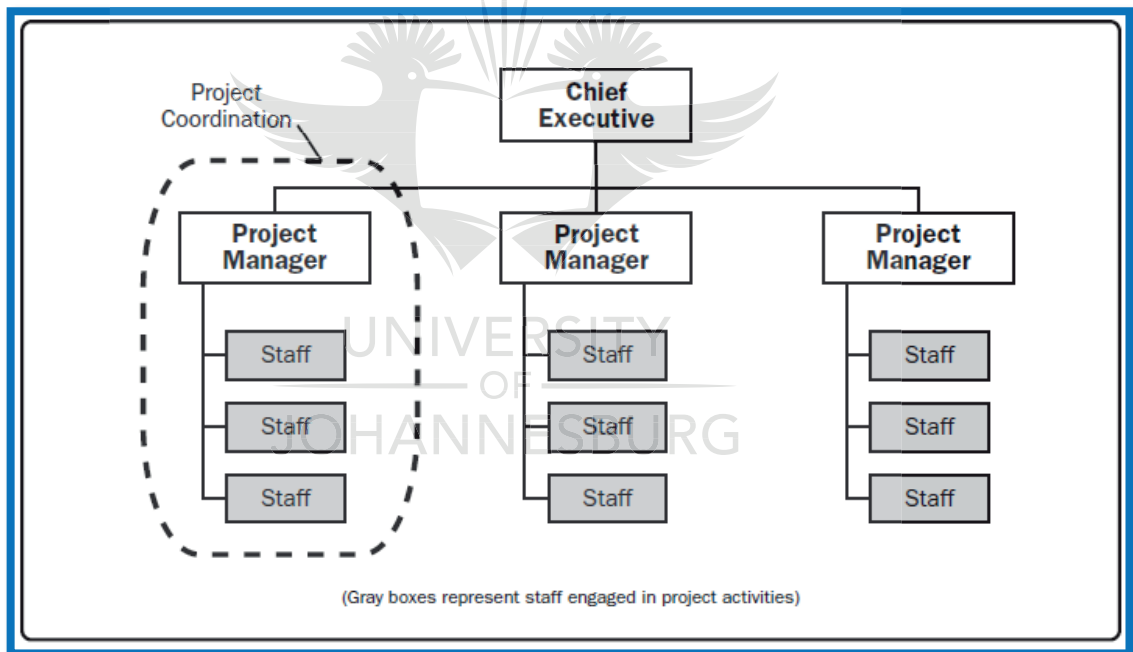 Project
Coordination
Chief
Executive
Project
Manager
Project
Manager
Project
Manager
UNIVERSITY
OF
JOHANNESBURG
Staff
Staff
Staff
Staff
Staff
Staff
Staff
Staff
Staff
(Gray boxes represent staff engaged in project activities)